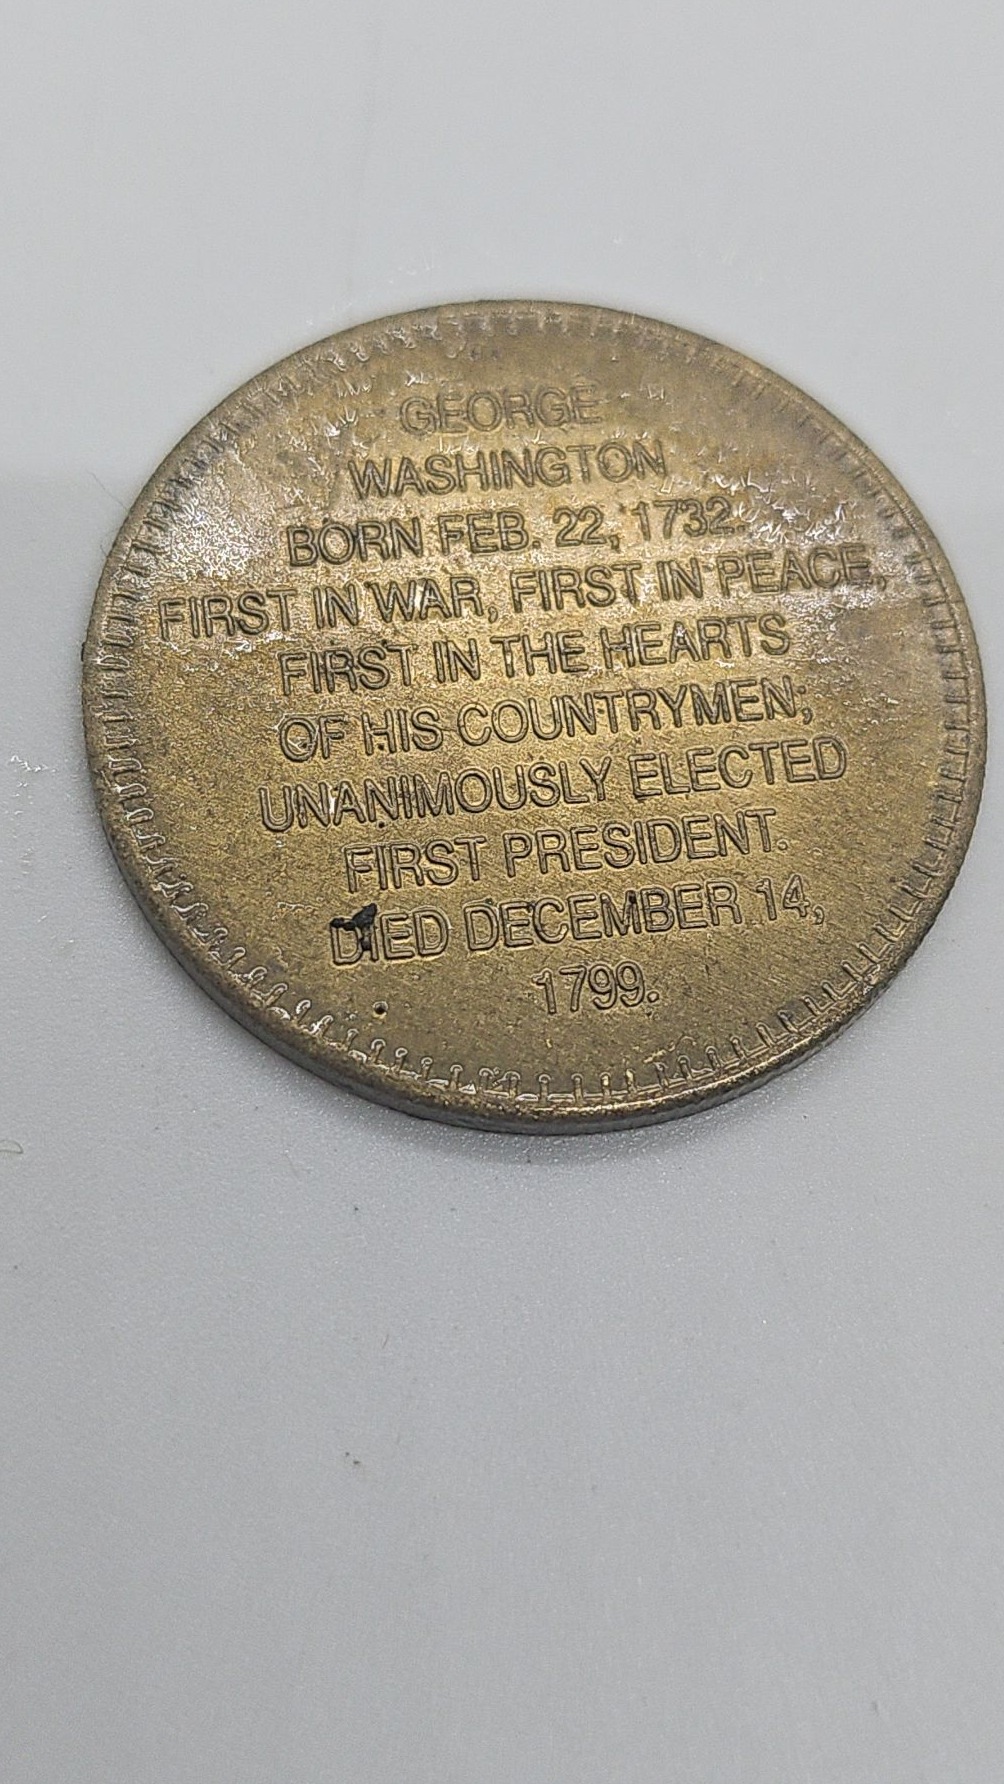 GEORGE
WASHINGTON
BORN FEB. 22, 1732.
FIRST IN WAR, FIRST IN PEACE,
FIRST IN THE HEARTS
OF HIS COUNTRYMEN;
UNANIMOUSLY ELECTED
FIRST PRESIDENT.
DIED DECEMBER 14,
1799.